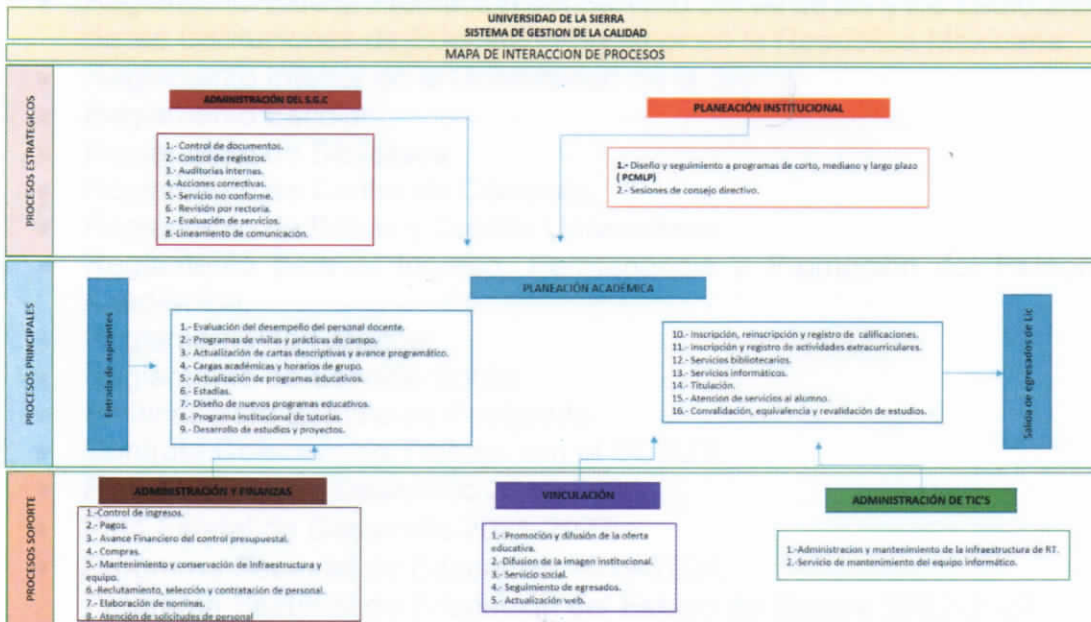 UNIVERSIDAD DE LA SIERRA
SISTEMA DE GESTION DE LA CALIDAD
MAPA DE INTERACCION DE PROCESOS
PROCESOS ESTRATEGICOS
ADMINISTRACIÓN DEL S.G.C
1.- Control de documentos.
2.- Control de registros.
3.- Auditorias internas.
4.-Acciones correctivas.
5.- Servicio no conforme.
6.- Revisión por rectoría.
7.- Evaluación de servicios.
8.-Lineamiento de comunicación.
PLANEACIÓN INSTITUCIONAL
1.- Diseño y seguimiento a programas de corto, mediano y largo plazo
( PCMLP)
2.- Sesiones de consejo directivo.
PROCESOS PRINCIPALES
PLANEACIÓN ACADEMICA
Entrada de aspirantes
1.- Evaluación del desempeño del personal docente.
2.- Programas de visitas y prácticas de campo.
3.- Actualización de cartas descriptivas y avance programático.
4.- Cargas académicas y horarios de grupo.
5.- Actualización de programas educativos.
6.- Estadías.
7.- Diseño de nuevos programas educativos.
8.- Programa institucional de tutorías.
9.- Desarrollo de estudios y proyectos.
10.- Inscripción, reinscripción y registro de calificaciones.
11.- Inscripción y registro de actividades extracurriculares.
12.- Servicios bibliotecarios.
13.- Servicios informáticos.
14.- Titulación.
15.- Atención de servicios al alumno.
16.- Convalidación, equivalencia y revalidación de estudios.
Salida de egresados de Lic
PROCESOS SOPORTE
ADMINISTRACIÓN Y FINANZAS
1.-Control de ingresos.
2.- Pagos.
3.- Avance Financiero del control presupuestal.
4.- Compras.
5.- Mantenimiento y conservación de Infraestructura y
equipo.
6.-Reclutamiento, selección y contratación de personal.
7.- Elaboración de nominas.
8.- Atención de solicitudes de personal
VINCULACIÓN
1.- Promoción y difusión de la oferta
educativa.
2.- Difusion de la imagen institucional.
3.- Servicio social.
4.- Seguimiento de egresados.
5.- Actualización web.
ADMINISTRACIÓN DE TIC'S
1.-Administracion y mantenimiento de la infraestructura de RT.
2.-Servicio de mantenimiento del equipo informático.